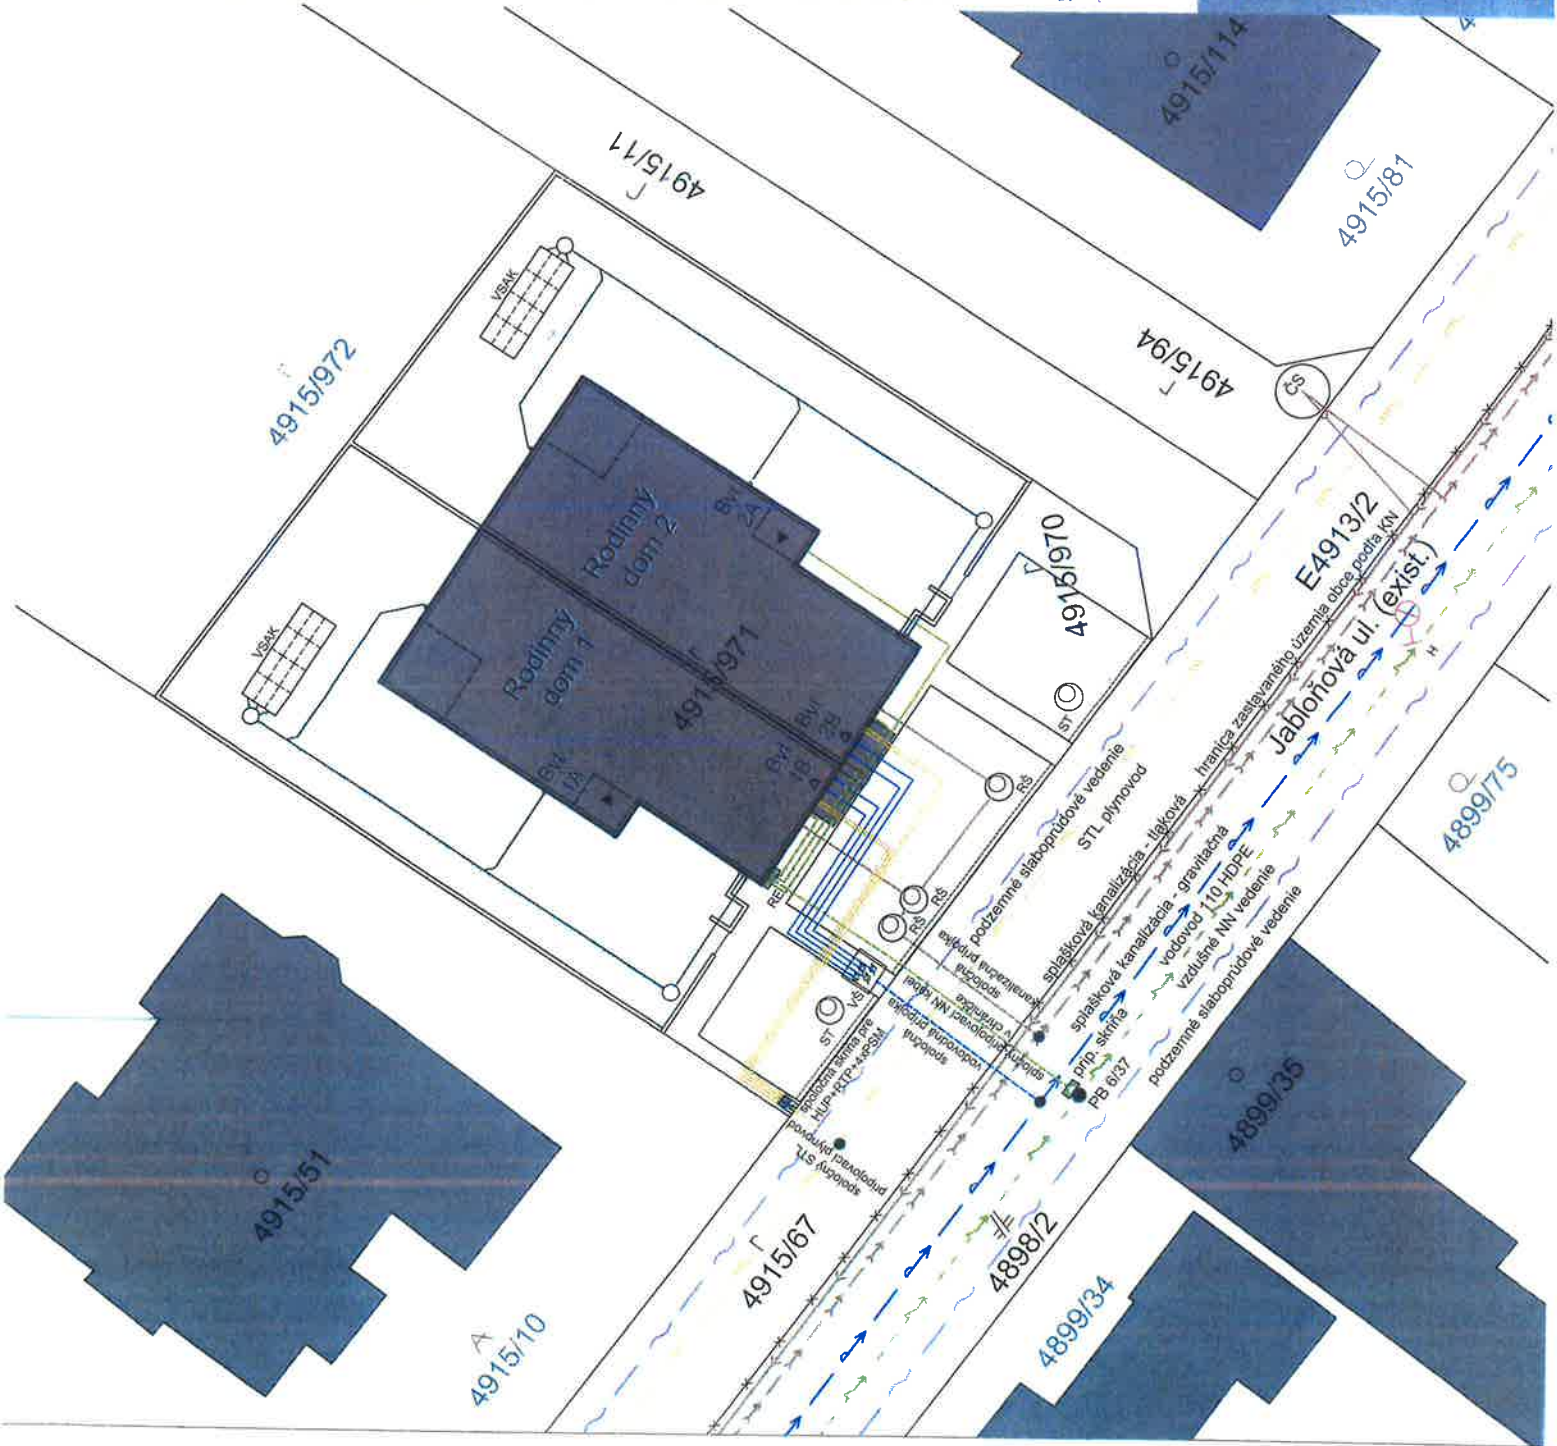 4915/114
4915/81
4915/11
4915/94
VSAK
4915/972
VSAK
Rodinný
dom 2
Byt
2A
Rodinný
dom 1
4915/971
Byt
1A
Byt
1B
Byt
2B
4915/970
ČS
E4913/2
hranica zastavaného územia obce podľa KN
Jabloňová ul. (exist.)
H
ST
RŠ
RŠ
RŠ
ST
VŠ
podzemné slaboprúdové vedenie
STL plynovod
splašková kanalizácia - tlaková
splašková kanalizácia - gravitačná
vodovod 110 HDPE
vzdušné NN vedenie
podzemné slaboprúdové vedenie
spoločná
kanalizačná prípojka
spoločný pripojovací NN kábel
v chráničke
spoločná
vodovodná prípojka
spoločná skriňa pre
HUP+RTP+4xPSM
spoločný STL
pripojovací plynovod
príp. skriňa
PB 6/37
4899/75
4899/35
4899/34
4898/2
4915/67
4915/51
4915/10